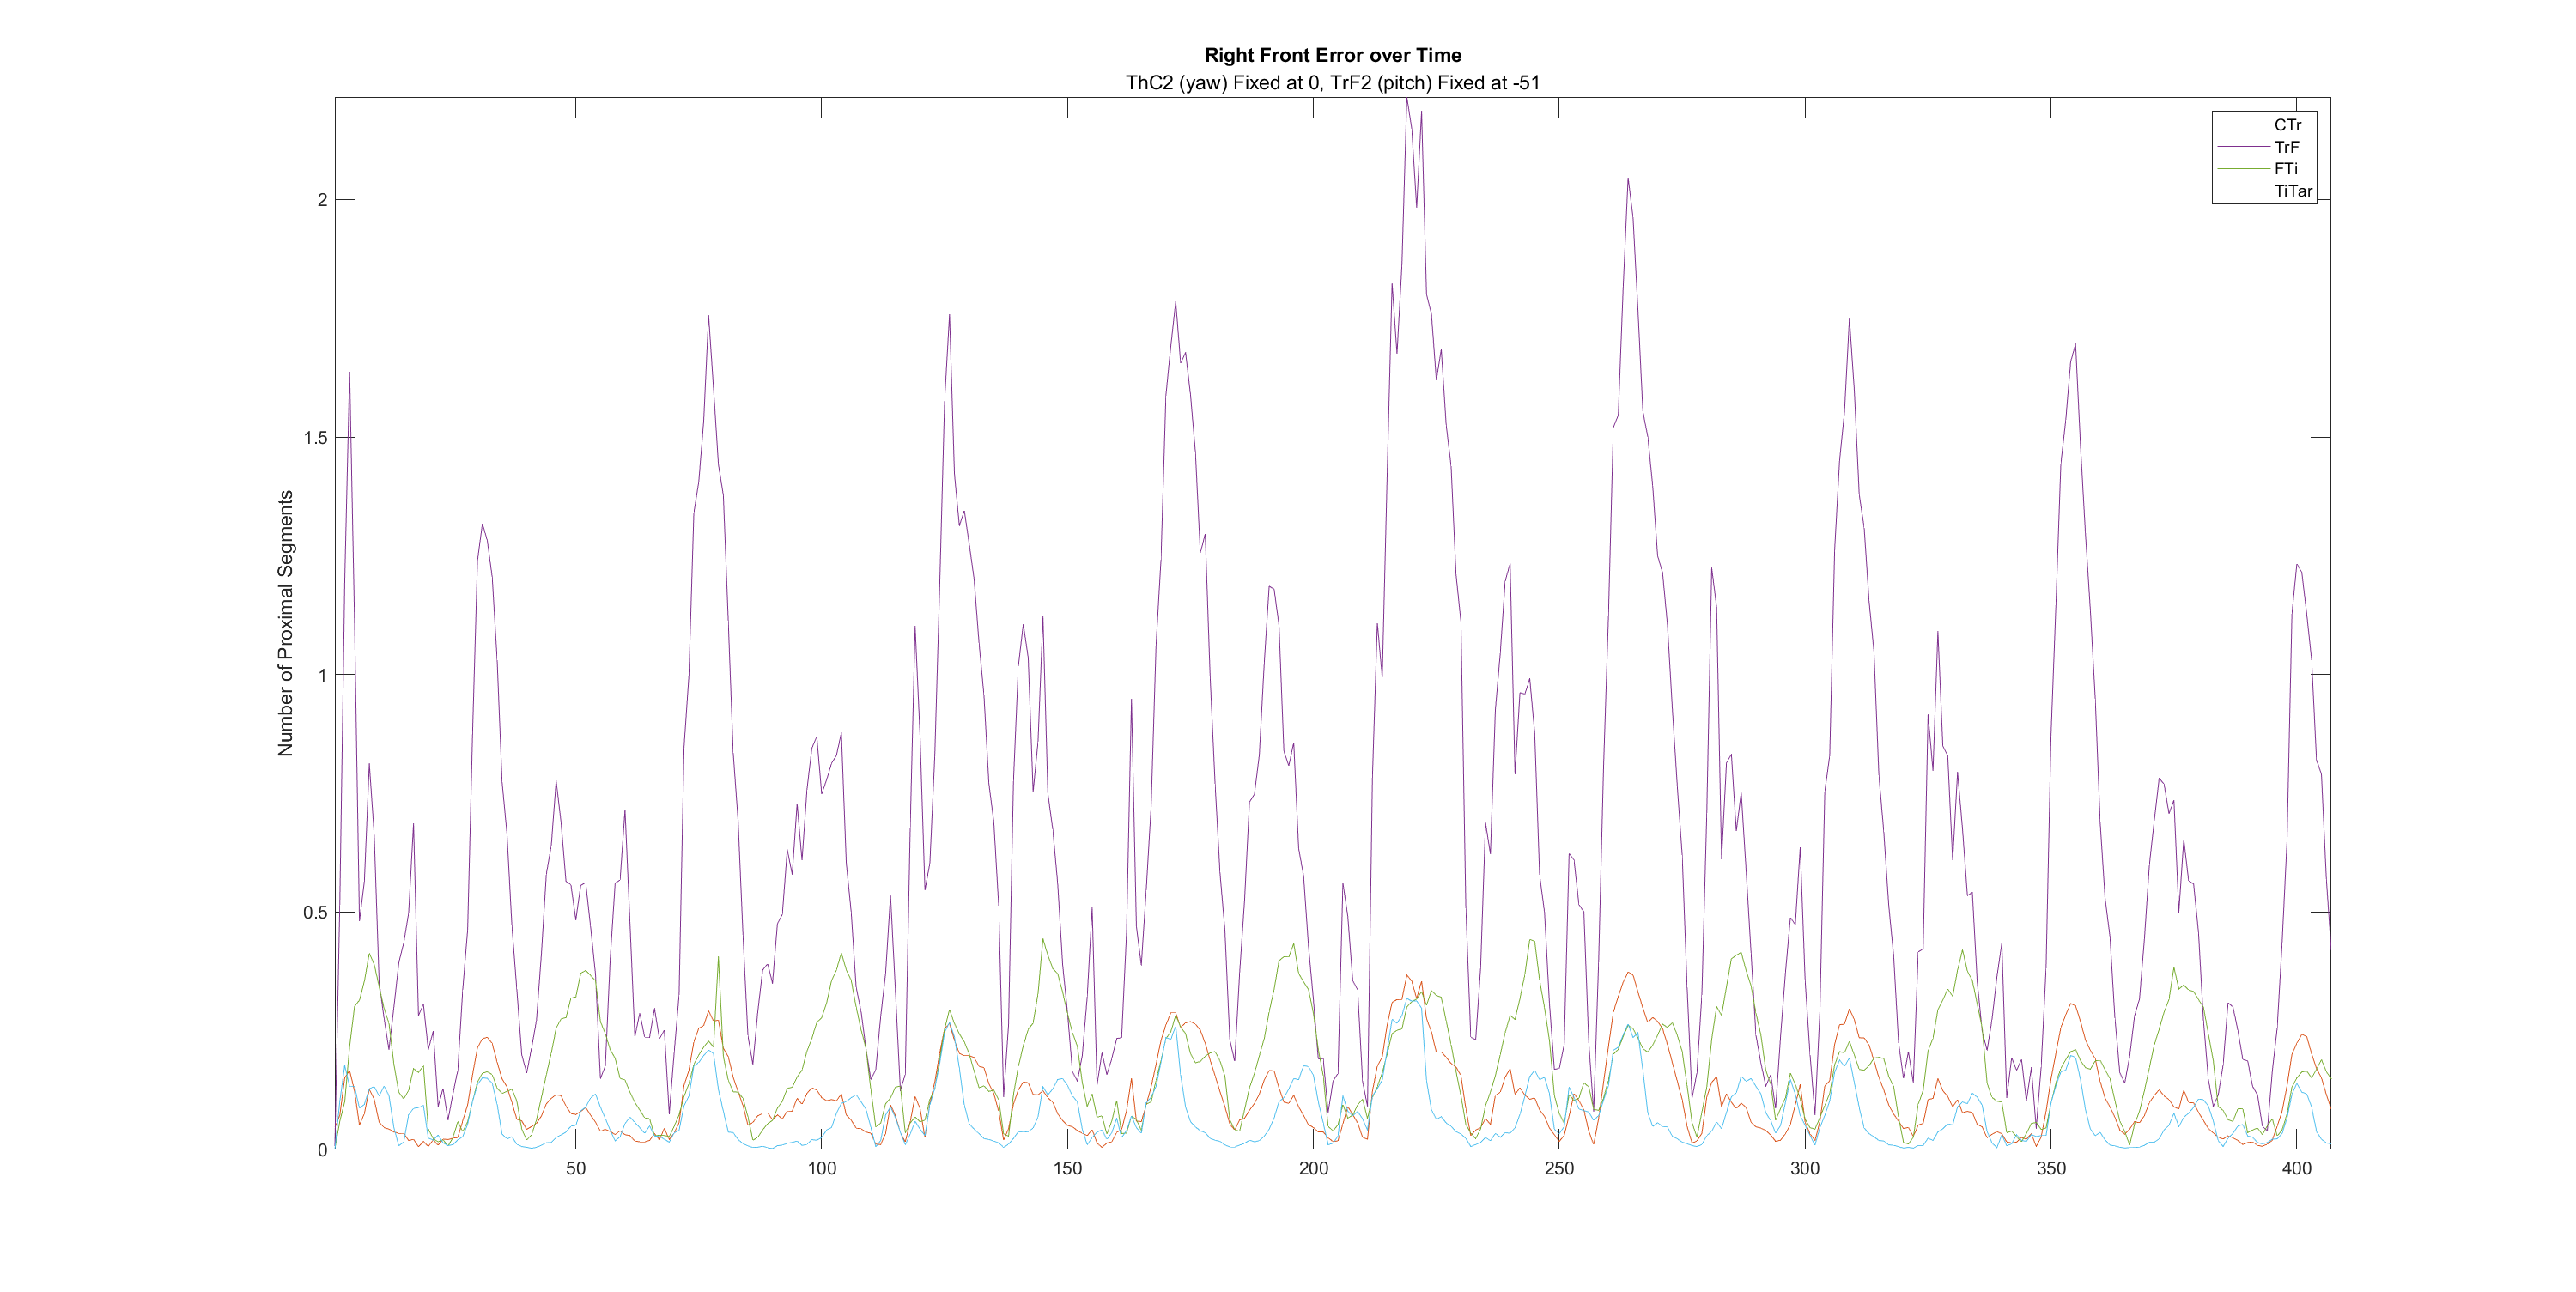 Right Front Error over Time
ThC2 (yaw) Fixed at 0, TrF2 (pitch) Fixed at -51
CTr
TrF
FTi
TiTar
Number of Proximal Segments
2
1.5
1
0.5
0
50
100
150
200
250
300
350
400